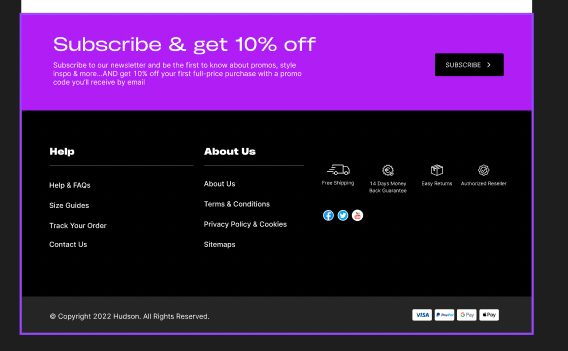 Subscribe & get 10% off
Subscribe to our newsletter and be the first to know about promos, style
inspo & more...AND get 10% off your first full-price purchase with a promo
code you'll receive by email
SUBSCRIBE
Help
Help & FAQs
Size Guides
Track Your Order
Contact Us
About Us
About Us
Terms & Conditions
Privacy Policy & Cookies
Sitemaps
Free Shipping
14 Days Money
Back Guarantee
Easy Returns
Authorized Reseller
© Copyright 2022 Hudson. All Rights Reserved.
VISA
PayPal
G Pay
Pay